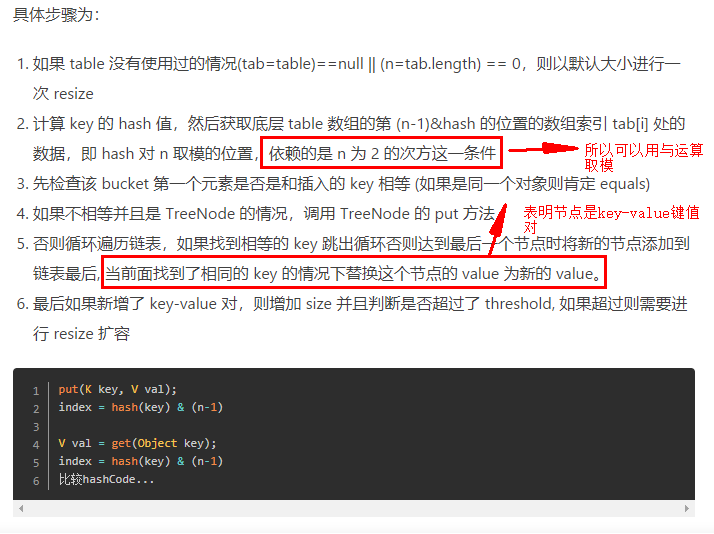 具体步骤为：
1. 如果 table 没有使用过的情况(tab=table)==null || (n=tab.length) == 0，则以默认大小进行一
次 resize
2. 计算 key 的 hash 值，然后获取底层 table 数组的第 (n-1)&hash 的位置的数组索引 tab[i] 处的
数据，即 hash 对 n 取模的位置，依赖的是 n 为 2 的次方这一条件
所以可以用与运算
取模
3. 先检查该 bucket 第一个元素是否是和插入的 key 相等 (如果是同一个对象则肯定 equals)
4. 如果不相等并且是 TreeNode 的情况，调用 TreeNode 的 put 方法
表明节点是key-value键值
对
5. 否则循环遍历链表，如果找到相等的 key 跳出循环否则达到最后一个节点时将新的节点添加到
链表最后, 当前面找到了相同的 key 的情况下替换这个节点的 value 为新的 value。
6. 最后如果新增了 key-value 对，则增加 size 并且判断是否超过了 threshold, 如果超过则需要进
行 resize 扩容
1 put(K key, V val);
2 index = hash(key) & (n-1)
3
4 V val = get(Object key);
5 index = hash(key) & (n-1)
6 比较hashCode...